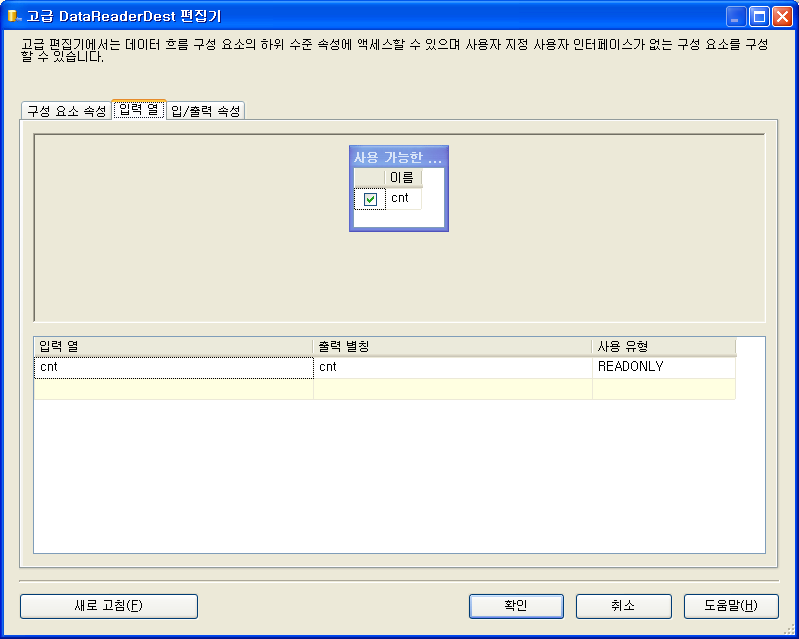 고급 DataReaderDest 편집기
고급 편집기에서는 데이터 흐름 구성 요소의 하위 수준 속성에 액세스할 수 있으며 사용자 지정 사용자 인터페이스가 없는 구성 요소를 구성
할 수 있습니다.
구성 요소 속성 입력 열 입/출력 속성
사용 가능한 ...
이름
cnt
입력 열 출력 별칭 사용 유형
cnt cnt READONLY
새로 고침(F) 확인 취소 도움말(H)